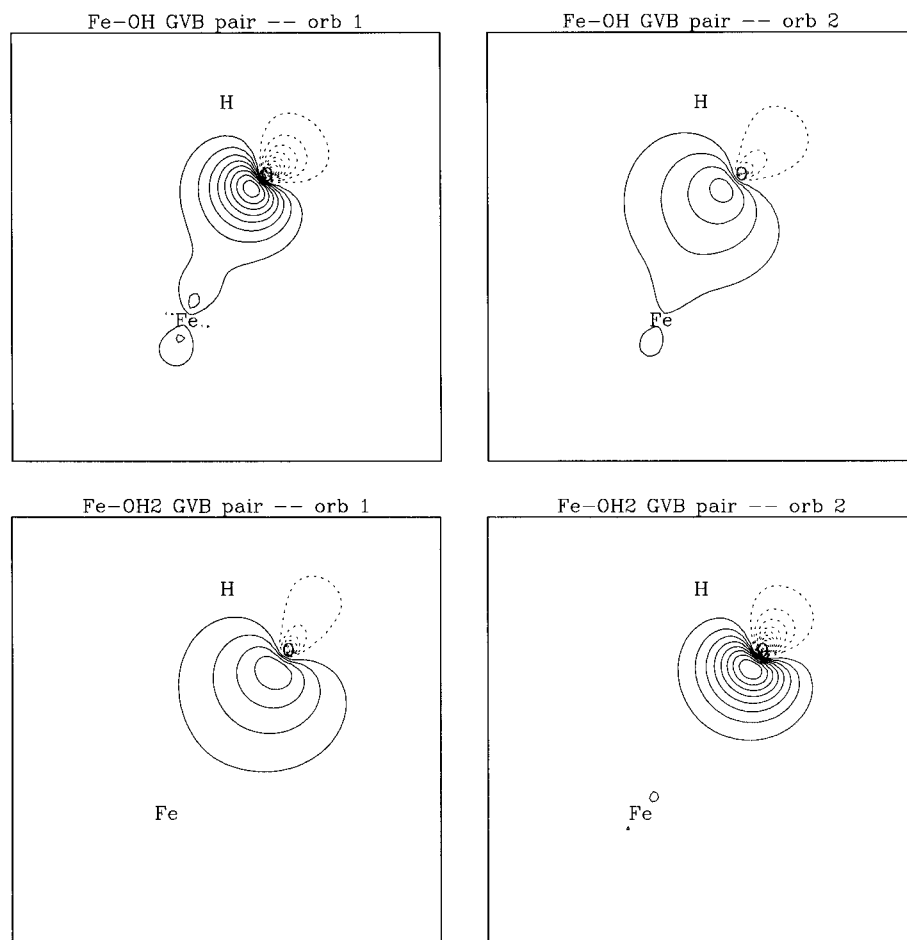 Fe-OH GVB pair -- orb 1
Fe-OH GVB pair -- orb 2
H
H
O
O
Fe
Fe
Fe-OH2 GVB pair -- orb 1
Fe-OH2 GVB pair -- orb 2
H
H
O
O
Fe
Fe